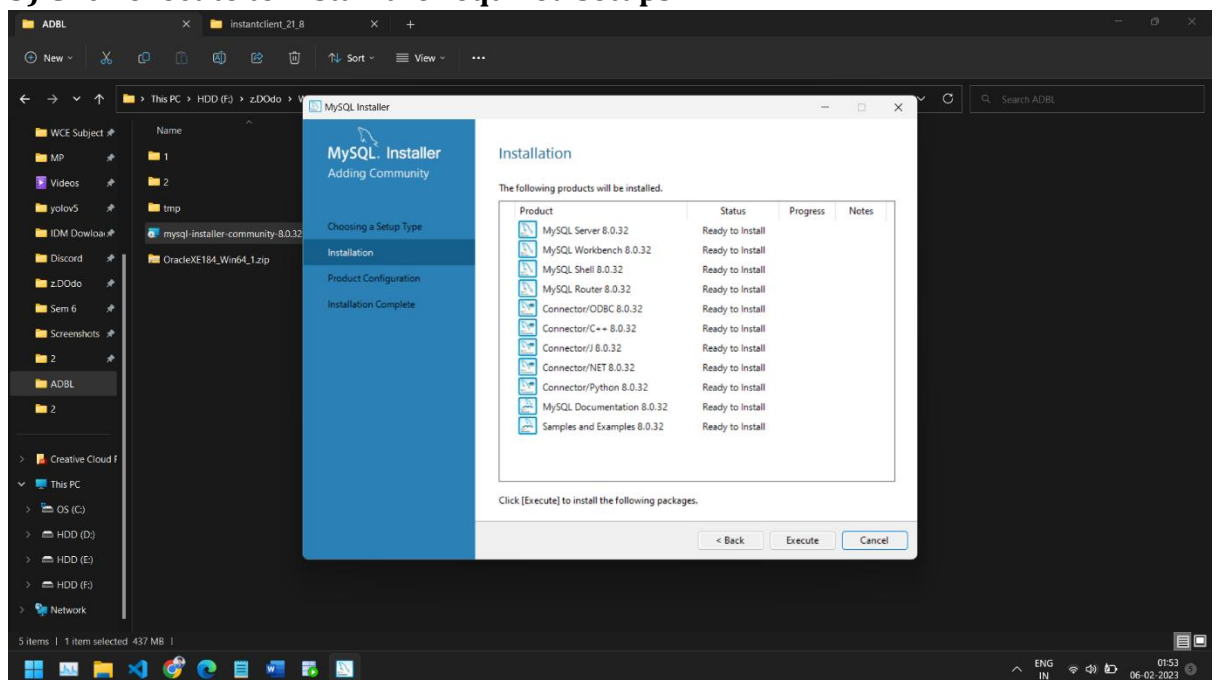 ADBL
instantclient_21_8
New
Sort
View
This PC > HDD (F:) > z.DOdo >
Search ADBL
WCE Subject
MP
Videos
yolov5
IDM Dowloa
Discord
z.DOdo
Sem 6
Screenshots
2
ADBL
2
Creative Cloud F
This PC
OS (C:)
HDD (D:)
HDD (E:)
HDD (F:)
Network
Name
1
2
tmp
mysql-installer-community-8.0.32
OracleXE184_Win64_1.zip
MySQL Installer
MySQL. Installer
Adding Community
Choosing a Setup Type
Installation
Product Configuration
Installation Complete
Installation
The following products will be installed.
Product Status Progress Notes
MySQL Server 8.0.32 Ready to Install
MySQL Workbench 8.0.32 Ready to Install
MySQL Shell 8.0.32 Ready to Install
MySQL Router 8.0.32 Ready to Install
Connector/ODBC 8.0.32 Ready to Install
Connector/C++ 8.0.32 Ready to Install
Connector/J 8.0.32 Ready to Install
Connector/NET 8.0.32 Ready to Install
Connector/Python 8.0.32 Ready to Install
MySQL Documentation 8.0.32 Ready to Install
Samples and Examples 8.0.32 Ready to Install
Click [Execute] to install the following packages.
< Back Execute Cancel
5 items | 1 item selected 437 MB |
ENG
IN
01:53
06-02-2023